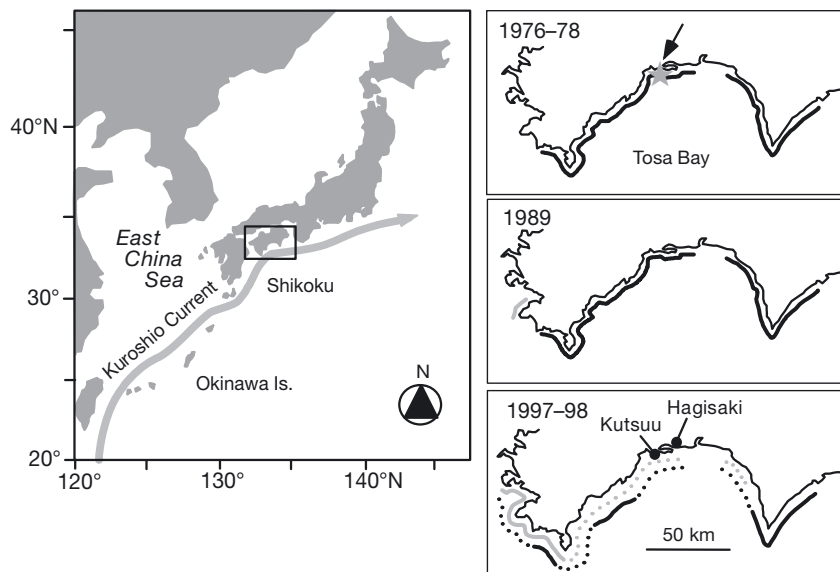 40°N
30°
20°
120°
130°
140°N
East
China
Sea
Kuroshio Current
Shikoku
Okinawa Is.
N
1976–78
Tosa Bay
1989
1997–98
Kutsuu
Hagisaki
50 km